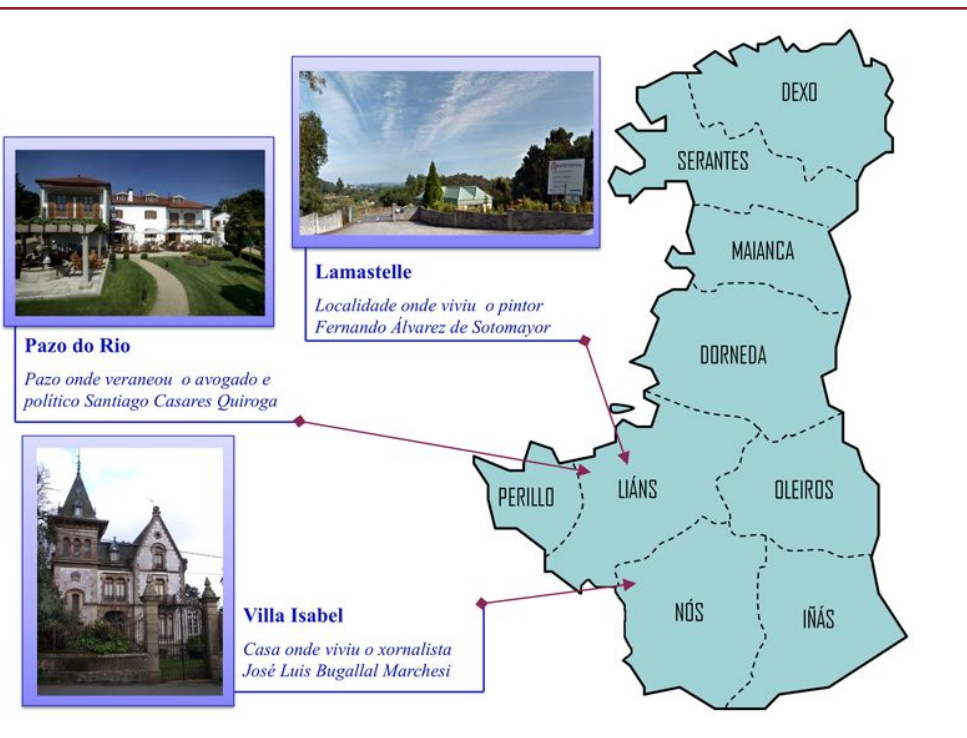 Lamastelle
Localidade onde viviu o pintor
Fernando Álvarez de Sotomayor
Pazo do Rio
Pazo onde veraneou o avogado e
político Santiago Casares Quiroga
Villa Isabel
Casa onde viviu o xornalista
José Luis Bugallal Marchesi
DEXO
SERANTES
MAIANCA
DORNEDA
PERILLO
LIÁNS
OLEIROS
NÓS
IÑÁS